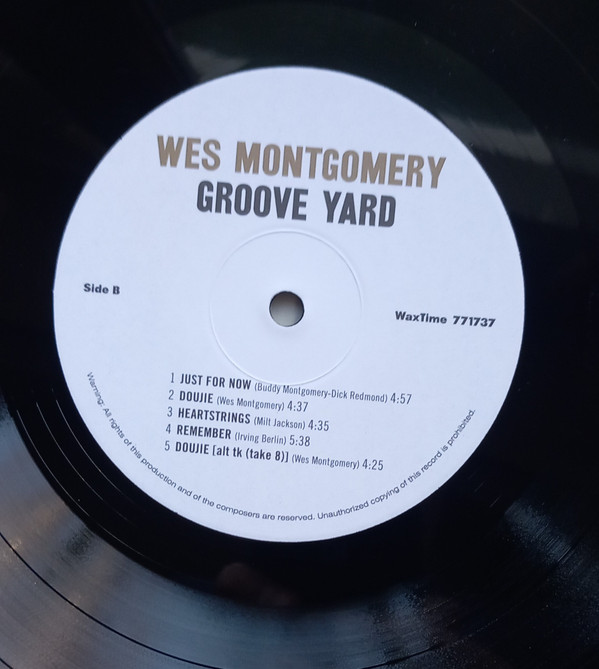 WES MONTGOMERY
GROOVE YARD
Side B
WaxTime 771737
1 JUST FOR NOW (Buddy Montgomery-Dick Redmond) 4:57
2 DOUJIE (Wes Montgomery) 4:37
3 HEARTSTRINGS (Milt Jackson) 4:35
4 REMEMBER (Irving Berlin) 5:38
5 DOUJIE [alt tk (take 8)] (Wes Montgomery) 4:25
Warning: All rights of this production and of the composers are reserved. Unauthorized copying of this record is prohibited.